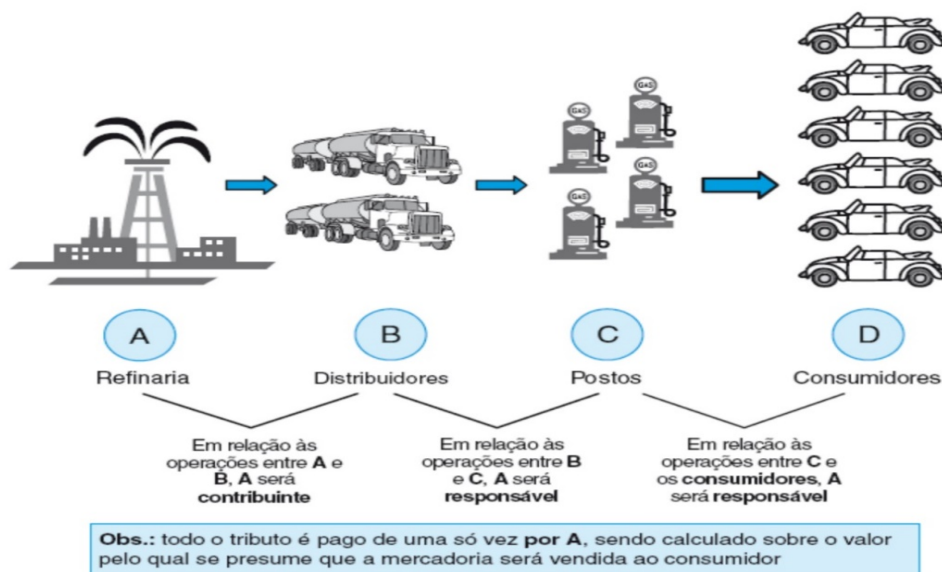 GAS
GAS
GAS
GAS
A
B
C
D
Refinaria
Distribuidores
Postos
Consumidores
Em relação às
operações entre A e
B, A será
contribuinte
Em relação às
operações entre B
e C, A será
responsável
Em relação às
operações entre C e
os consumidores, A
será responsável
Obs.: todo o tributo é pago de uma só vez por A, sendo calculado sobre o valor
pelo qual se presume que a mercadoria será vendida ao consumidor